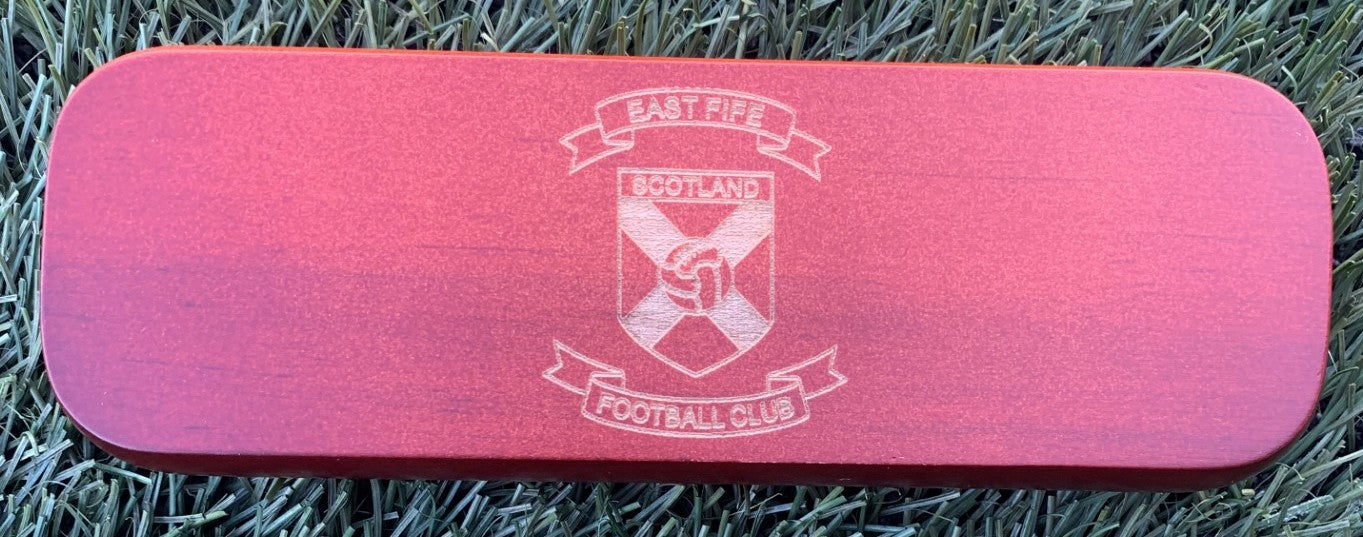 EAST FIFE
SCOTLAND
FOOTBALL CLUB